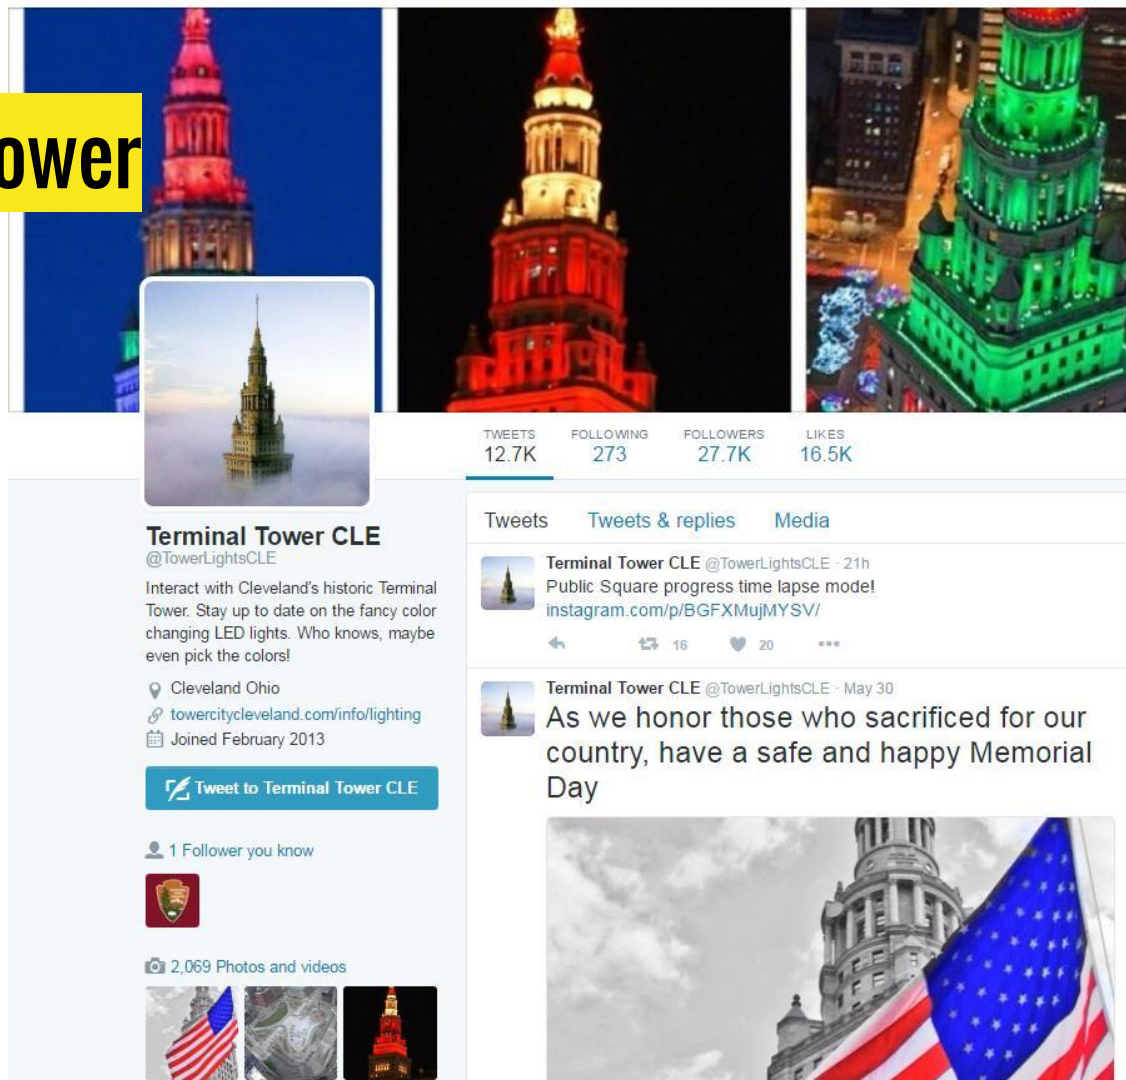 ower
TWEETS FOLLOWING FOLLOWERS LIKES
12.7K 273 27.7K 16.5K
Terminal Tower CLE
@TowerLightsCLE
Interact with Cleveland's historic Terminal
Tower. Stay up to date on the fancy color
changing LED lights. Who knows, maybe
even pick the colors!
Cleveland Ohio
towercitycleveland.com/info/lighting
Joined February 2013
Tweet to Terminal Tower CLE
1 Follower you know
2,069 Photos and videos
Tweets Tweets & replies Media
Terminal Tower CLE @TowerLightsCLE · 21h
Public Square progress time lapse mode!
instagram.com/p/BGFXMujMYSV/
16 20
Terminal Tower CLE @TowerLightsCLE · May 30
As we honor those who sacrificed for our
country, have a safe and happy Memorial
Day